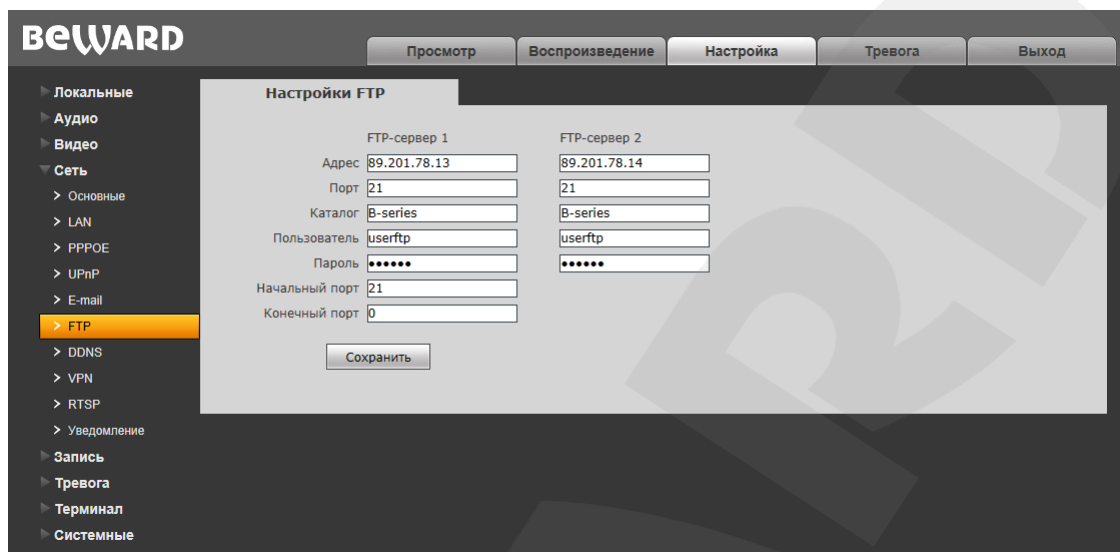 BEWARD
Просмотр Воспроизведение Настройка Тревога Выход
Локальные
Аудио
Видео
Сеть
> Основные
> LAN
> PPPOE
> UPnP
> E-mail
> FTP
> DDNS
> VPN
> RTSP
> Уведомление
Запись
Тревога
Терминал
Системные
Настройки FTP
FTP-сервер 1 FTP-сервер 2
Адрес 89.201.78.13 89.201.78.14
Порт 21 21
Каталог B-series B-series
Пользователь userftp userftp
Пароль •••••• ••••••
Начальный порт 21
Конечный порт 0
Сохранить